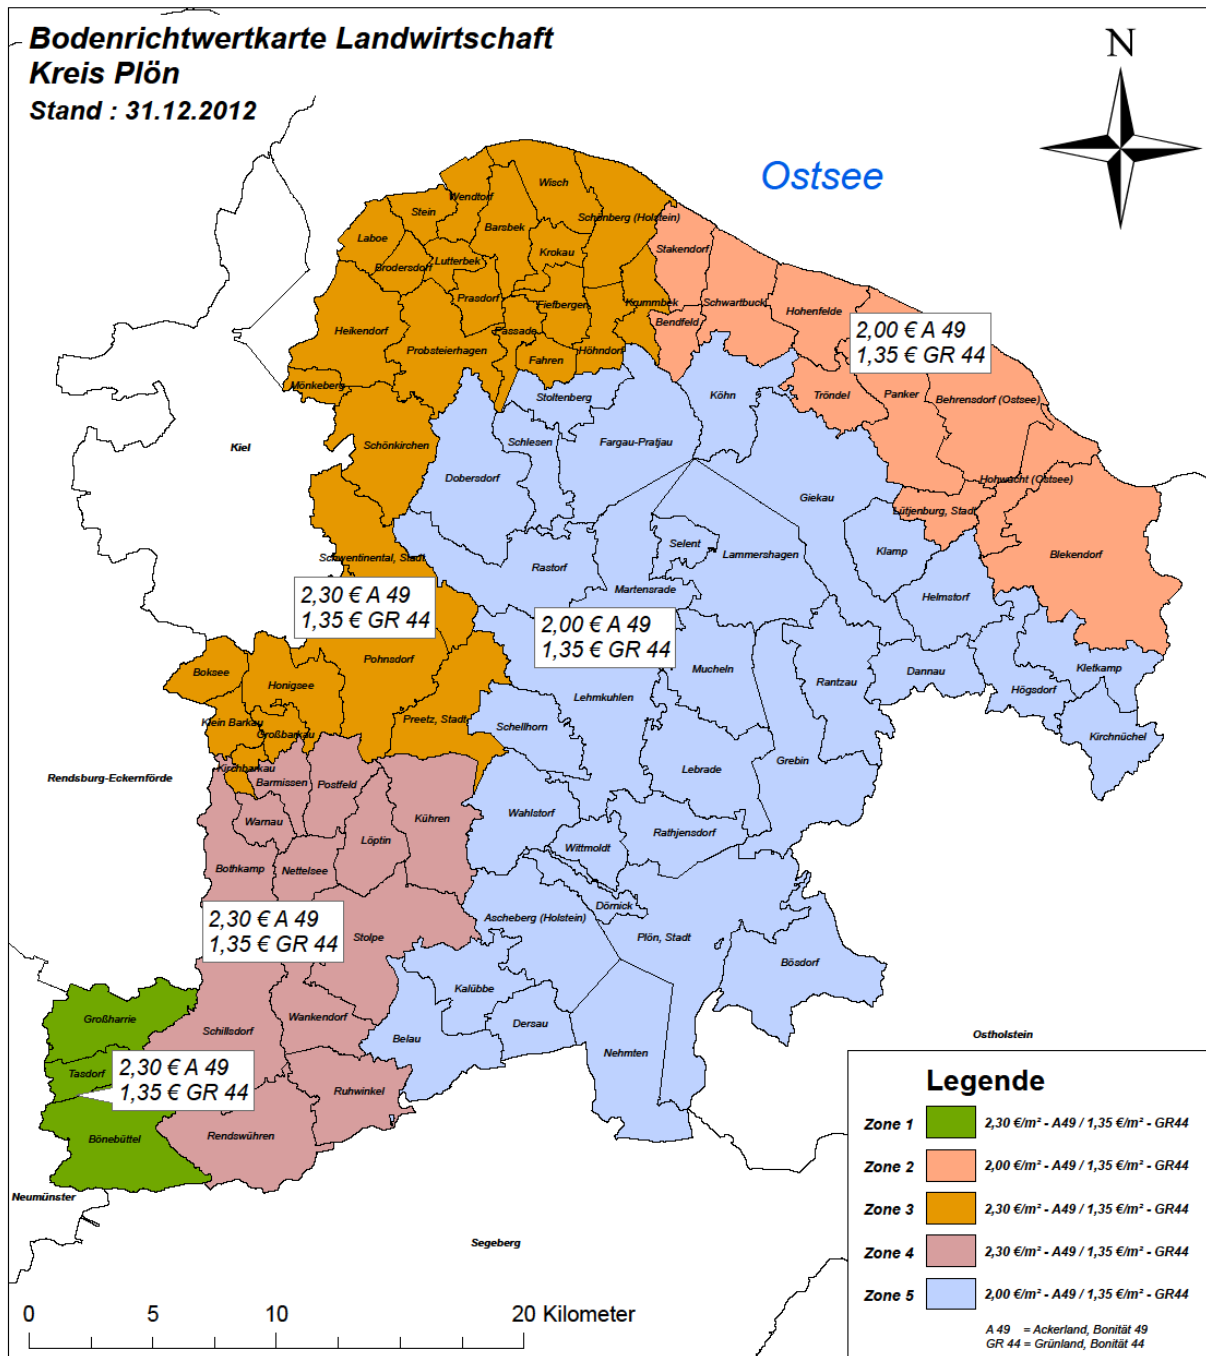 Bodenrichtwertkarte Landwirtschaft
Kreis Plön
Stand : 31.12.2012
N
Ostsee
Wisch
Wendtorf
Stein
Schönberg (Holstein)
Barsbek
Laboe
Krokau
Stakendorf
Lutterbek
Brodersdorf
Prasdorf
Fiefbergen
Krummbek
Schwartbuck
Hohenfelde
Bendfeld
Heikendorf
Passade
Probsteierhagen
Höhndorf
Fahren
2,00 € A 49
1,35 € GR 44
Mönkeberg
Stoltenberg
Köhn
Tröndel
Panker
Behrensdorf (Ostsee)
Kiel
Schönkirchen
Schlesen
Fargau-Pratjau
Dobersdorf
Hohwacht (Ostsee)
Giekau
Lütjenburg, Stadt
Selent
Lammershagen
Klamp
Blekendorf
Schwentinental, Stadt
Rastorf
Martensrade
Helmstorf
2,30 € A 49
1,35 € GR 44
2,00 € A 49
1,35 € GR 44
Pohnsdorf
Boksee
Honigsee
Mucheln
Rantzau
Dannau
Kletkamp
Högsdorf
Lehmkuhlen
Klein Barkau
Großbarkau
Preetz, Stadt
Schellhorn
Kirchnüchel
Kirchbarkau
Lebrade
Grebin
Rendsburg-Eckernförde
Barmissen
Postfeld
Warnau
Kühren
Wahlstorf
Löptin
Rathjensdorf
Wittmoldt
Bothkamp
Nettelsee
Dörnick
Ascheberg (Holstein)
2,30 € A 49
1,35 € GR 44
Stolpe
Plön, Stadt
Bösdorf
Kalübbe
Großharrie
Wankendorf
Dersau
Schillsdorf
Belau
Nehmten
Ostholstein
Tasdorf
2,30 € A 49
1,35 € GR 44
Ruhwinkel
Bönebüttel
Rendswühren
Neumünster
Segeberg
Legende
Zone 1 2,30 €/m² - A49 / 1,35 €/m² - GR44
Zone 2 2,00 €/m² - A49 / 1,35 €/m² - GR44
Zone 3 2,30 €/m² - A49 / 1,35 €/m² - GR44
Zone 4 2,30 €/m² - A49 / 1,35 €/m² - GR44
Zone 5 2,00 €/m² - A49 / 1,35 €/m² - GR44
A 49 = Ackerland, Bonität 49
GR 44 = Grünland, Bonität 44
0 5 10 20 Kilometer